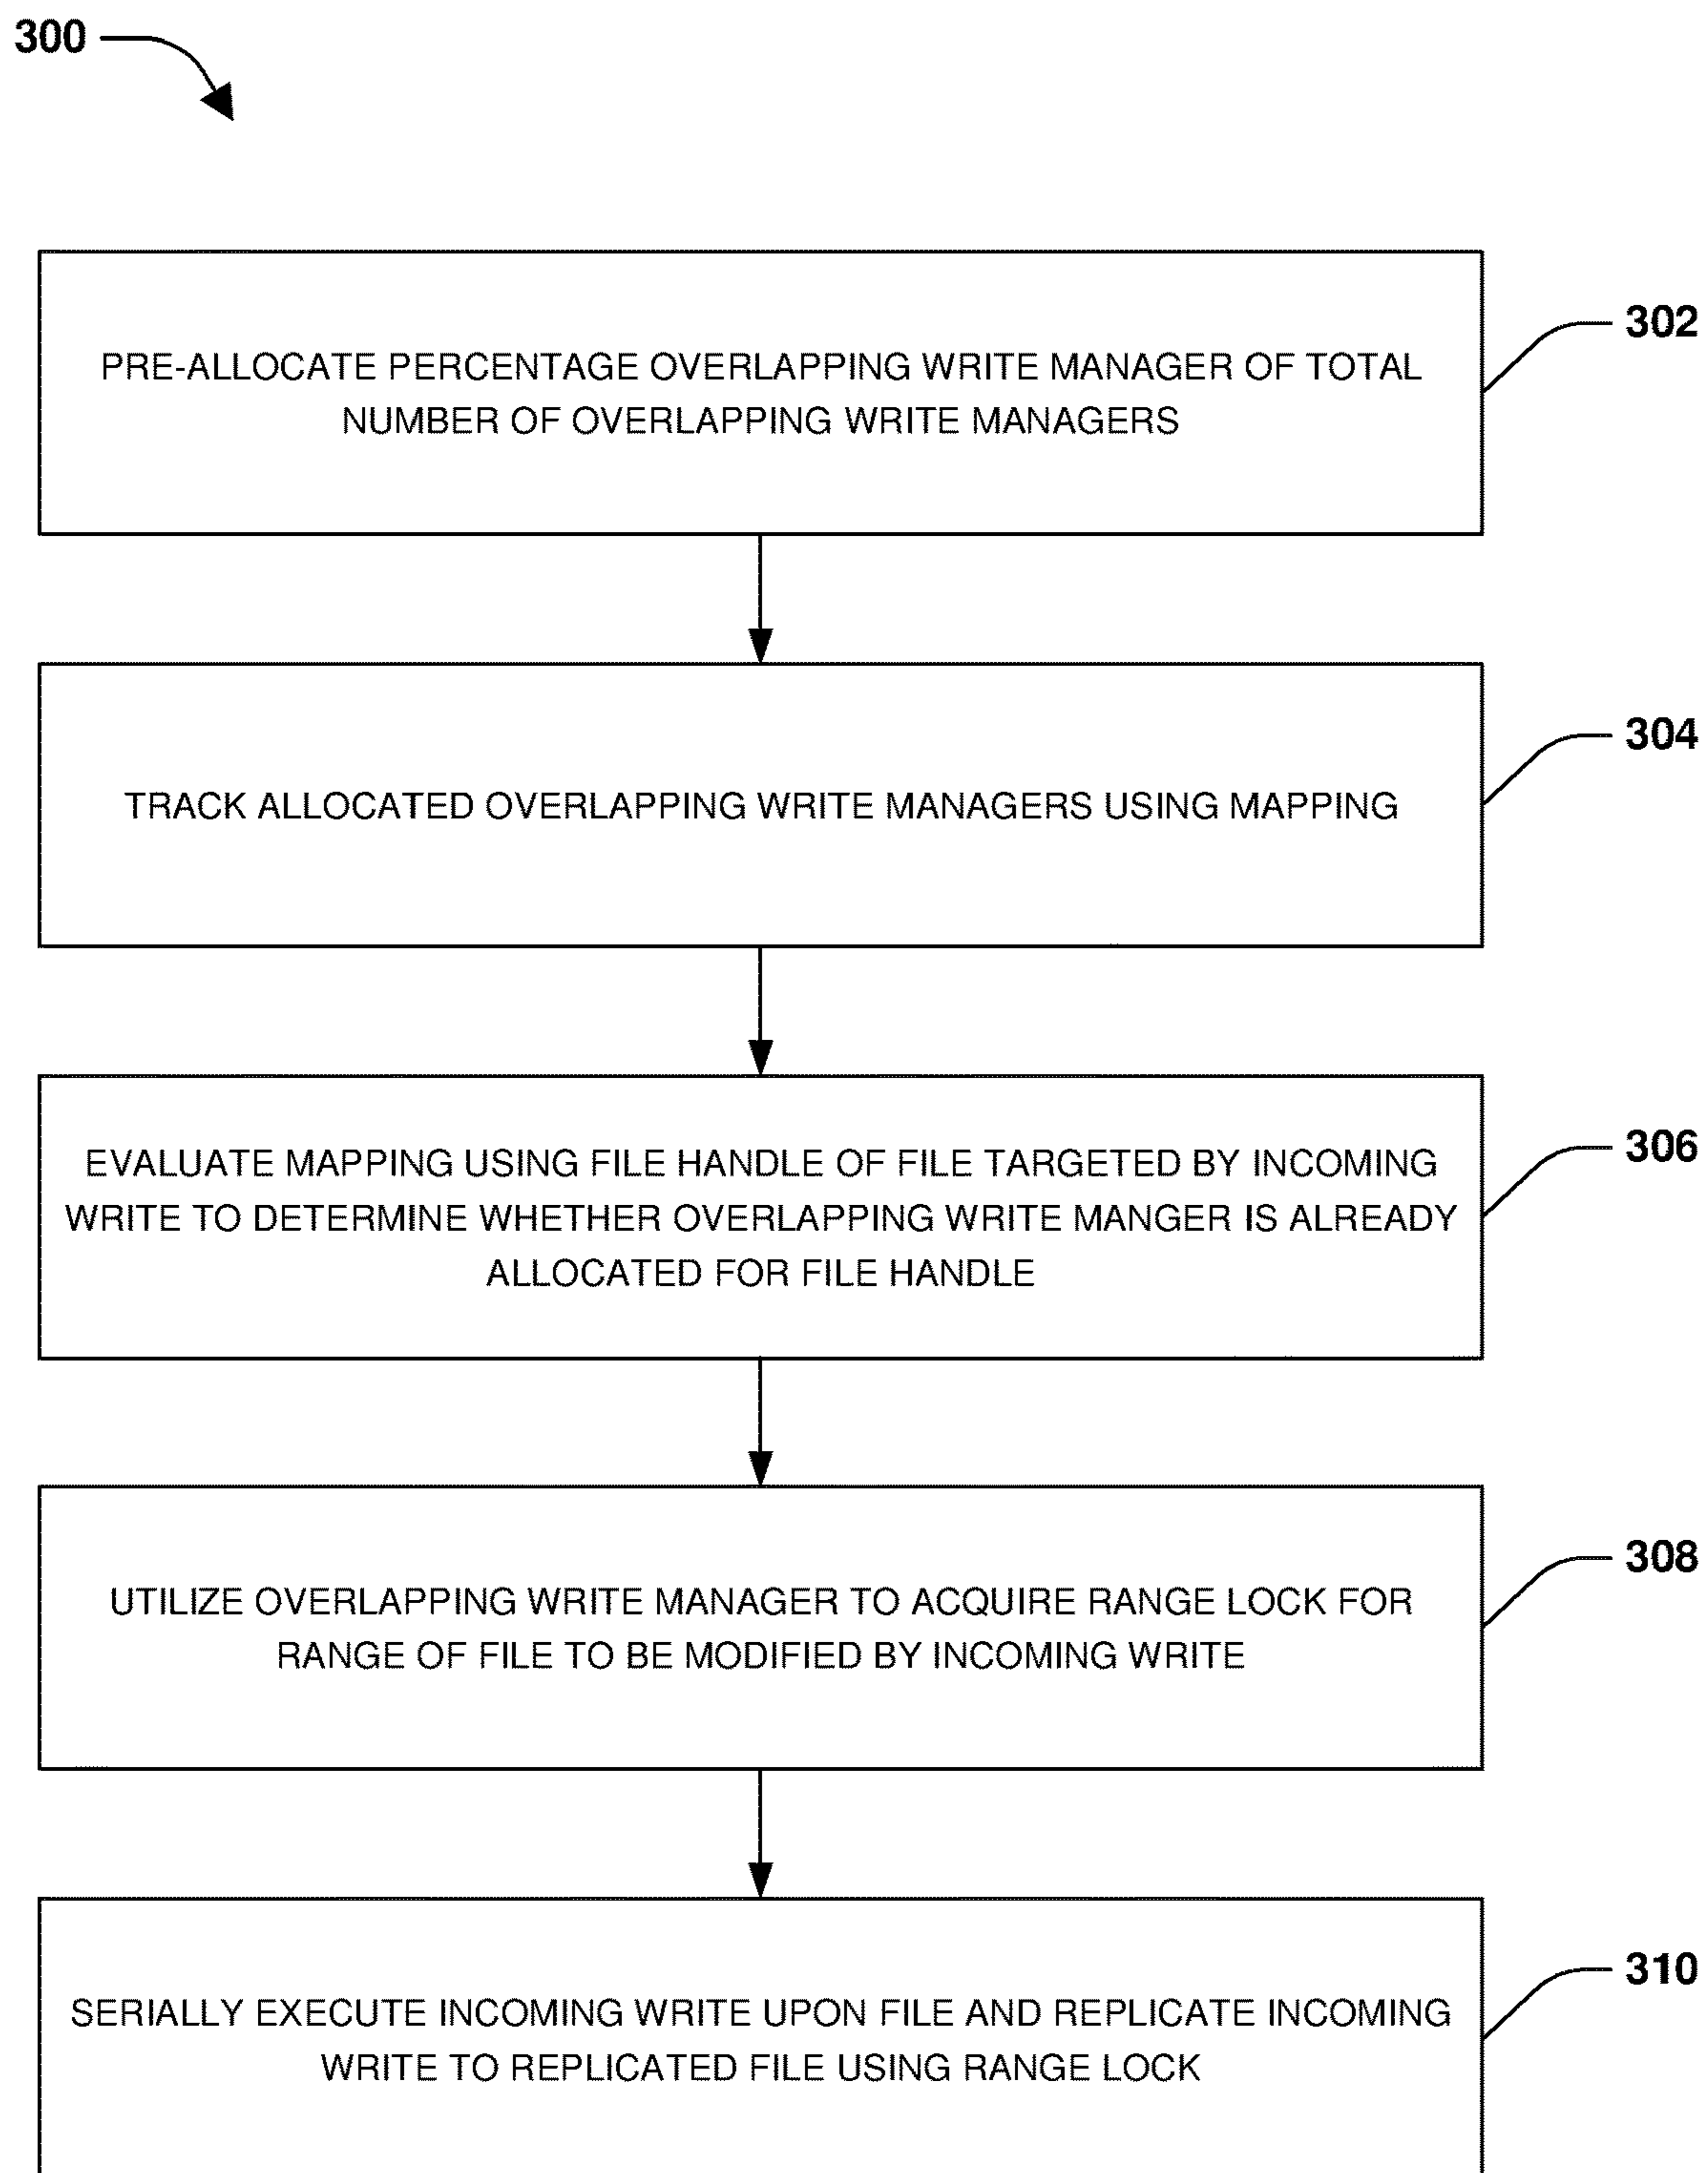 300
PRE-ALLOCATE PERCENTAGE OVERLAPPING WRITE MANAGER OF TOTAL
NUMBER OF OVERLAPPING WRITE MANAGERS
302
TRACK ALLOCATED OVERLAPPING WRITE MANAGERS USING MAPPING
304
EVALUATE MAPPING USING FILE HANDLE OF FILE TARGETED BY INCOMING
WRITE TO DETERMINE WHETHER OVERLAPPING WRITE MANGER IS ALREADY
ALLOCATED FOR FILE HANDLE
306
UTILIZE OVERLAPPING WRITE MANAGER TO ACQUIRE RANGE LOCK FOR
RANGE OF FILE TO BE MODIFIED BY INCOMING WRITE
308
SERIALLY EXECUTE INCOMING WRITE UPON FILE AND REPLICATE INCOMING
WRITE TO REPLICATED FILE USING RANGE LOCK
310